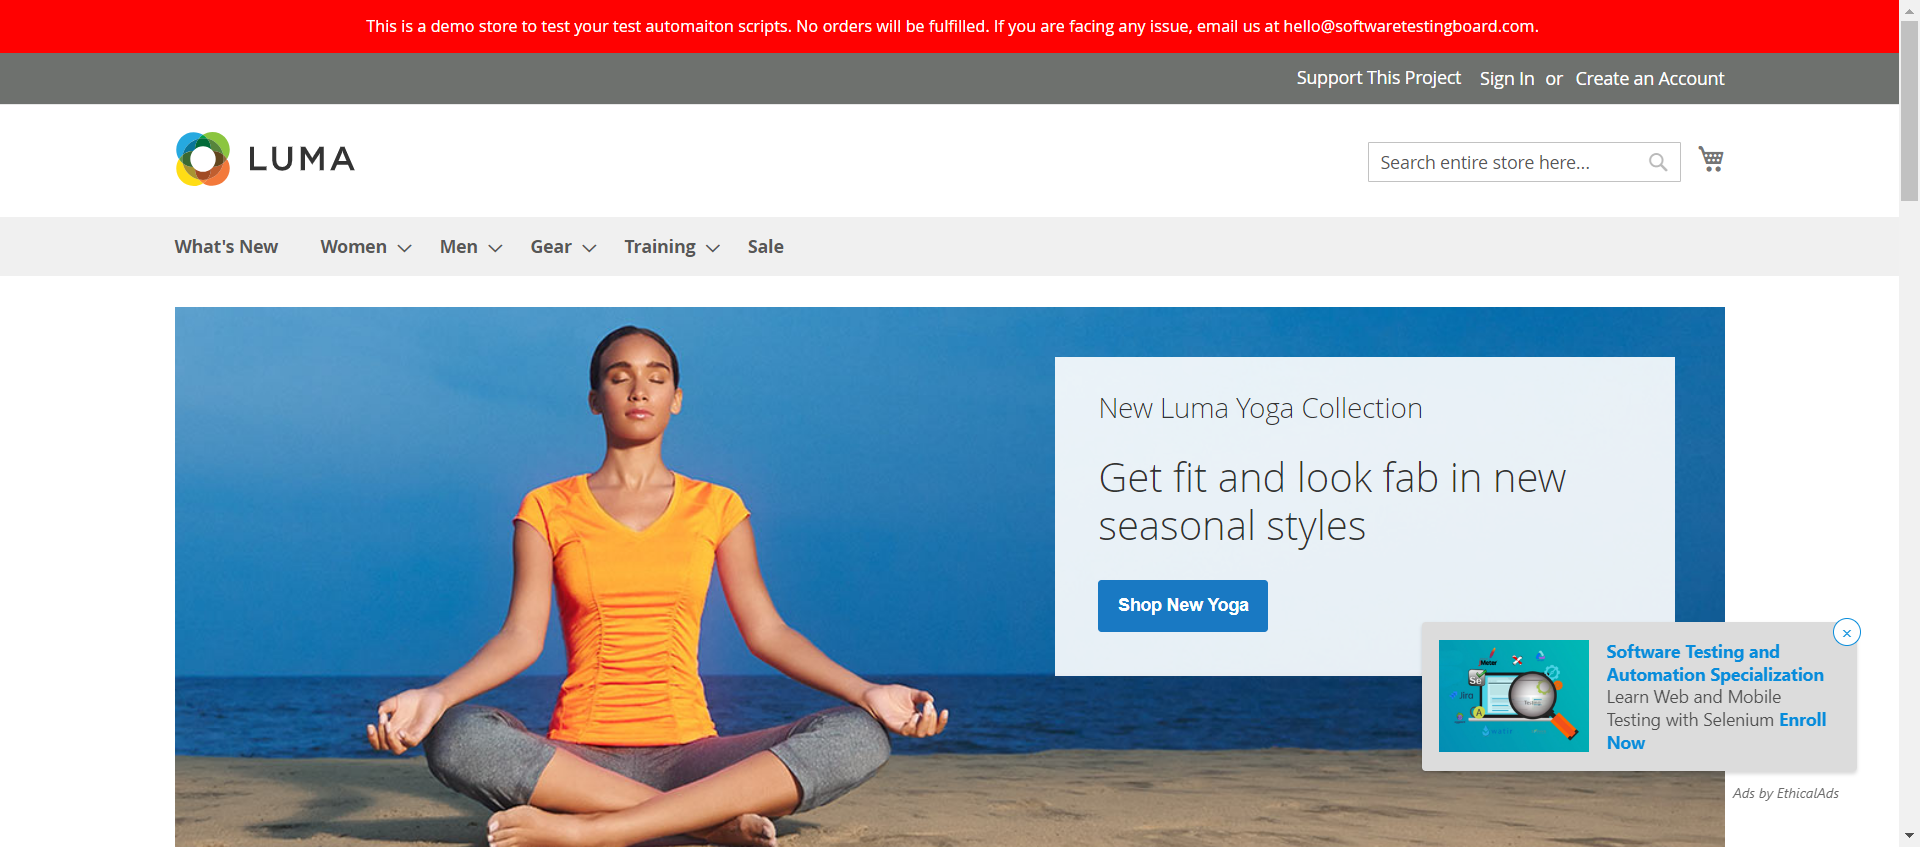 This is a demo store to test your test automaiton scripts. No orders will be fulfilled. If you are facing any issue, email us at hello@softwaretestingboard.com.
Support This Project Sign In or Create an Account
LUMA
Search entire store here...
What's New Women Men Gear Training Sale
New Luma Yoga Collection
Get fit and look fab in new
seasonal styles
Shop New Yoga
Meter
Se
Jira
Software Testing and
Automation Specialization
Learn Web and Mobile
Testing with Selenium Enroll
Now
Ads by EthicalAds